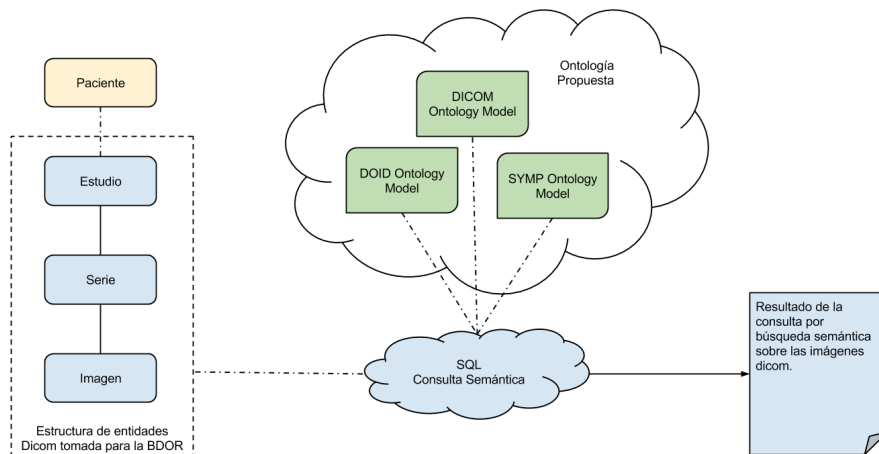 Paciente
Estudio
Serie
Imagen
Estructura de entidades
Dicom tomada para la BDOR
Ontología
Propuesta
DICOM
Ontology Model
DOID Ontology
Model
SYMP Ontology
Model
SQL
Consulta Semántica
Resultado de la
consulta por
búsqueda semántica
sobre las imágenes
dicom.